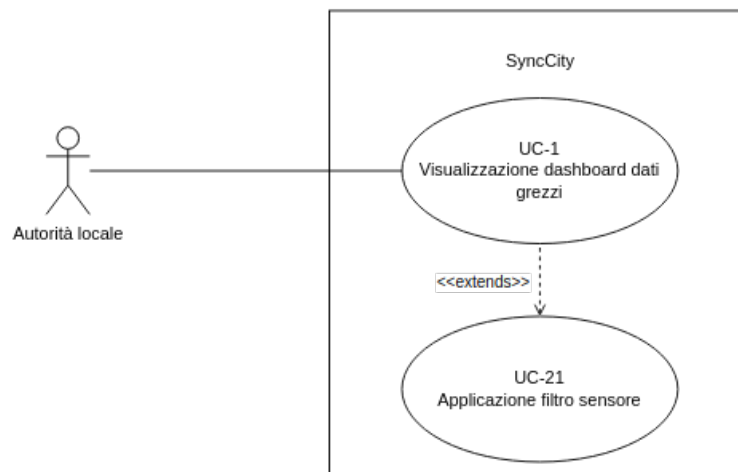 SyncCity
UC-1
Visualizzazione dashboard dati
grezzi
Autorità locale
<<extends>>
UC-21
Applicazione filtro sensore